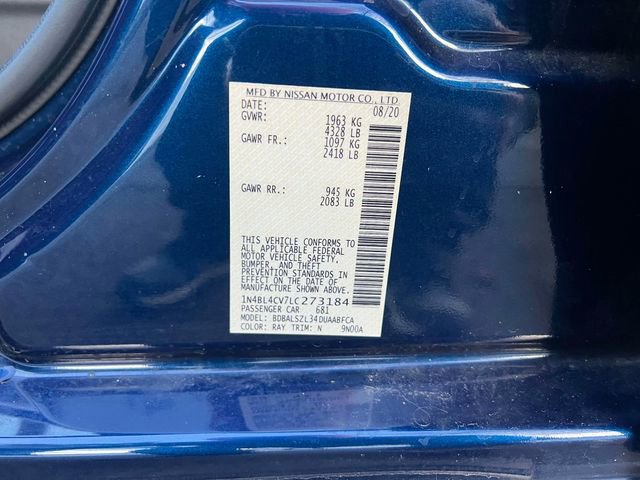 MFD BY NISSAN MOTOR CO., LTD.
DATE: 08/20
GVWR: 1963 KG
4328 LB
GAWR FR.: 1097 KG
2418 LB
GAWR RR.: 945 KG
2083 LB
THIS VEHICLE CONFORMS TO
ALL APPLICABLE FEDERAL
MOTOR VEHICLE SAFETY,
BUMPER, AND THEFT
PREVENTION STANDARDS IN
EFFECT ON THE DATE OF
MANUFACTURE SHOWN ABOVE.
1N4BL4CV7LC273184
PASSENGER CAR 681
MODEL: BDBALSZL34DUAABFCA
COLOR: RAY TRIM: N 9N00A